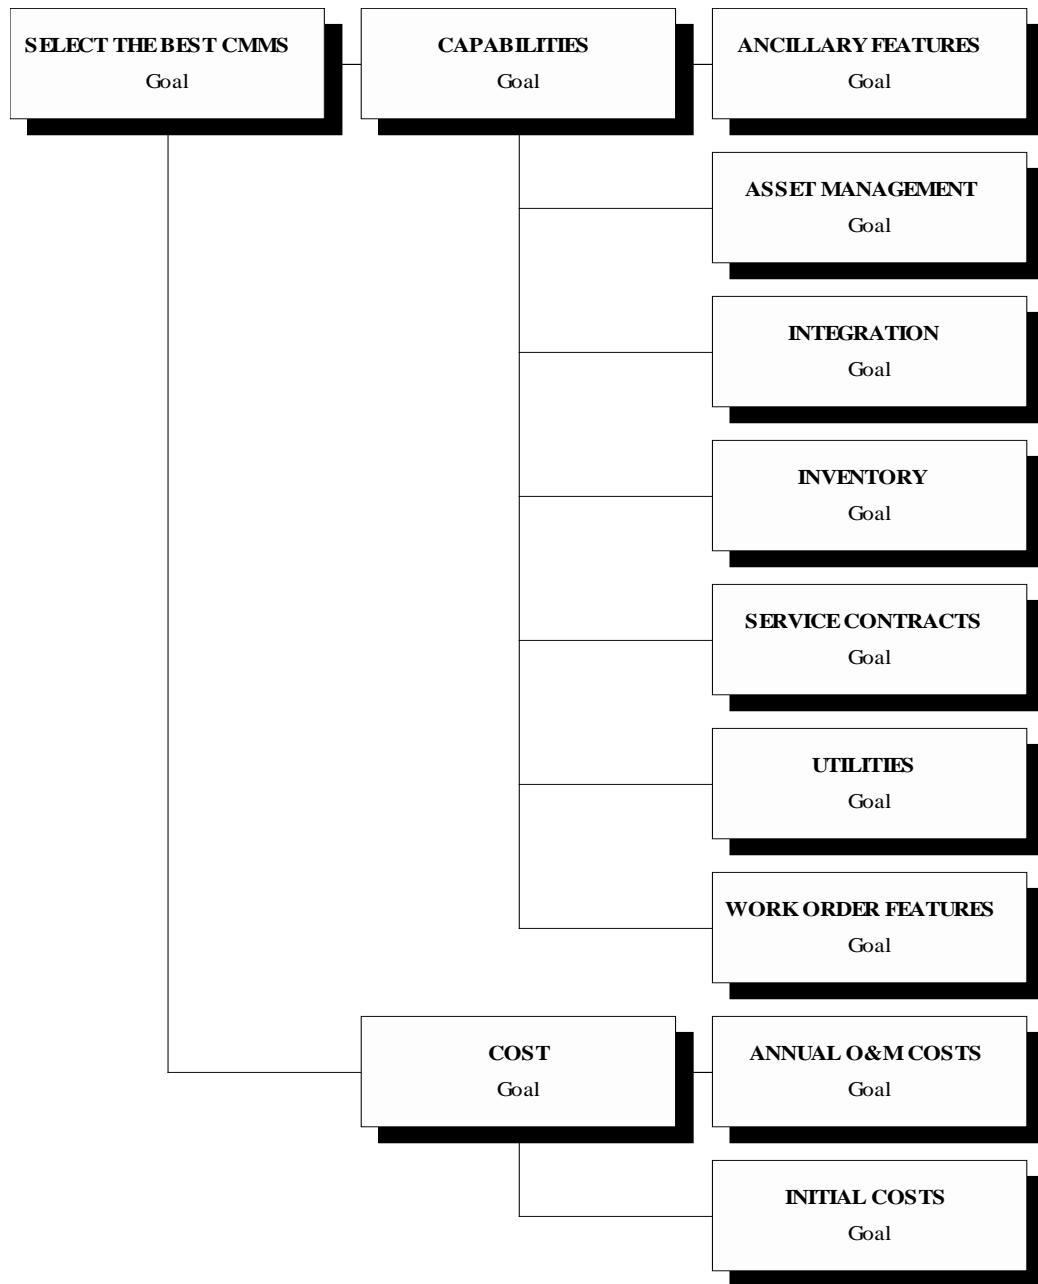 SELECT THE BEST CMMS
Goal
CAPABILITIES
Goal
ANCILLARY FEATURES
Goal
ASSET MANAGEMENT
Goal
INTEGRATION
Goal
INVENTORY
Goal
SERVICE CONTRACTS
Goal
UTILITIES
Goal
WORK ORDER FEATURES
Goal
COST
Goal
ANNUAL O&M COSTS
Goal
INITIAL COSTS
Goal